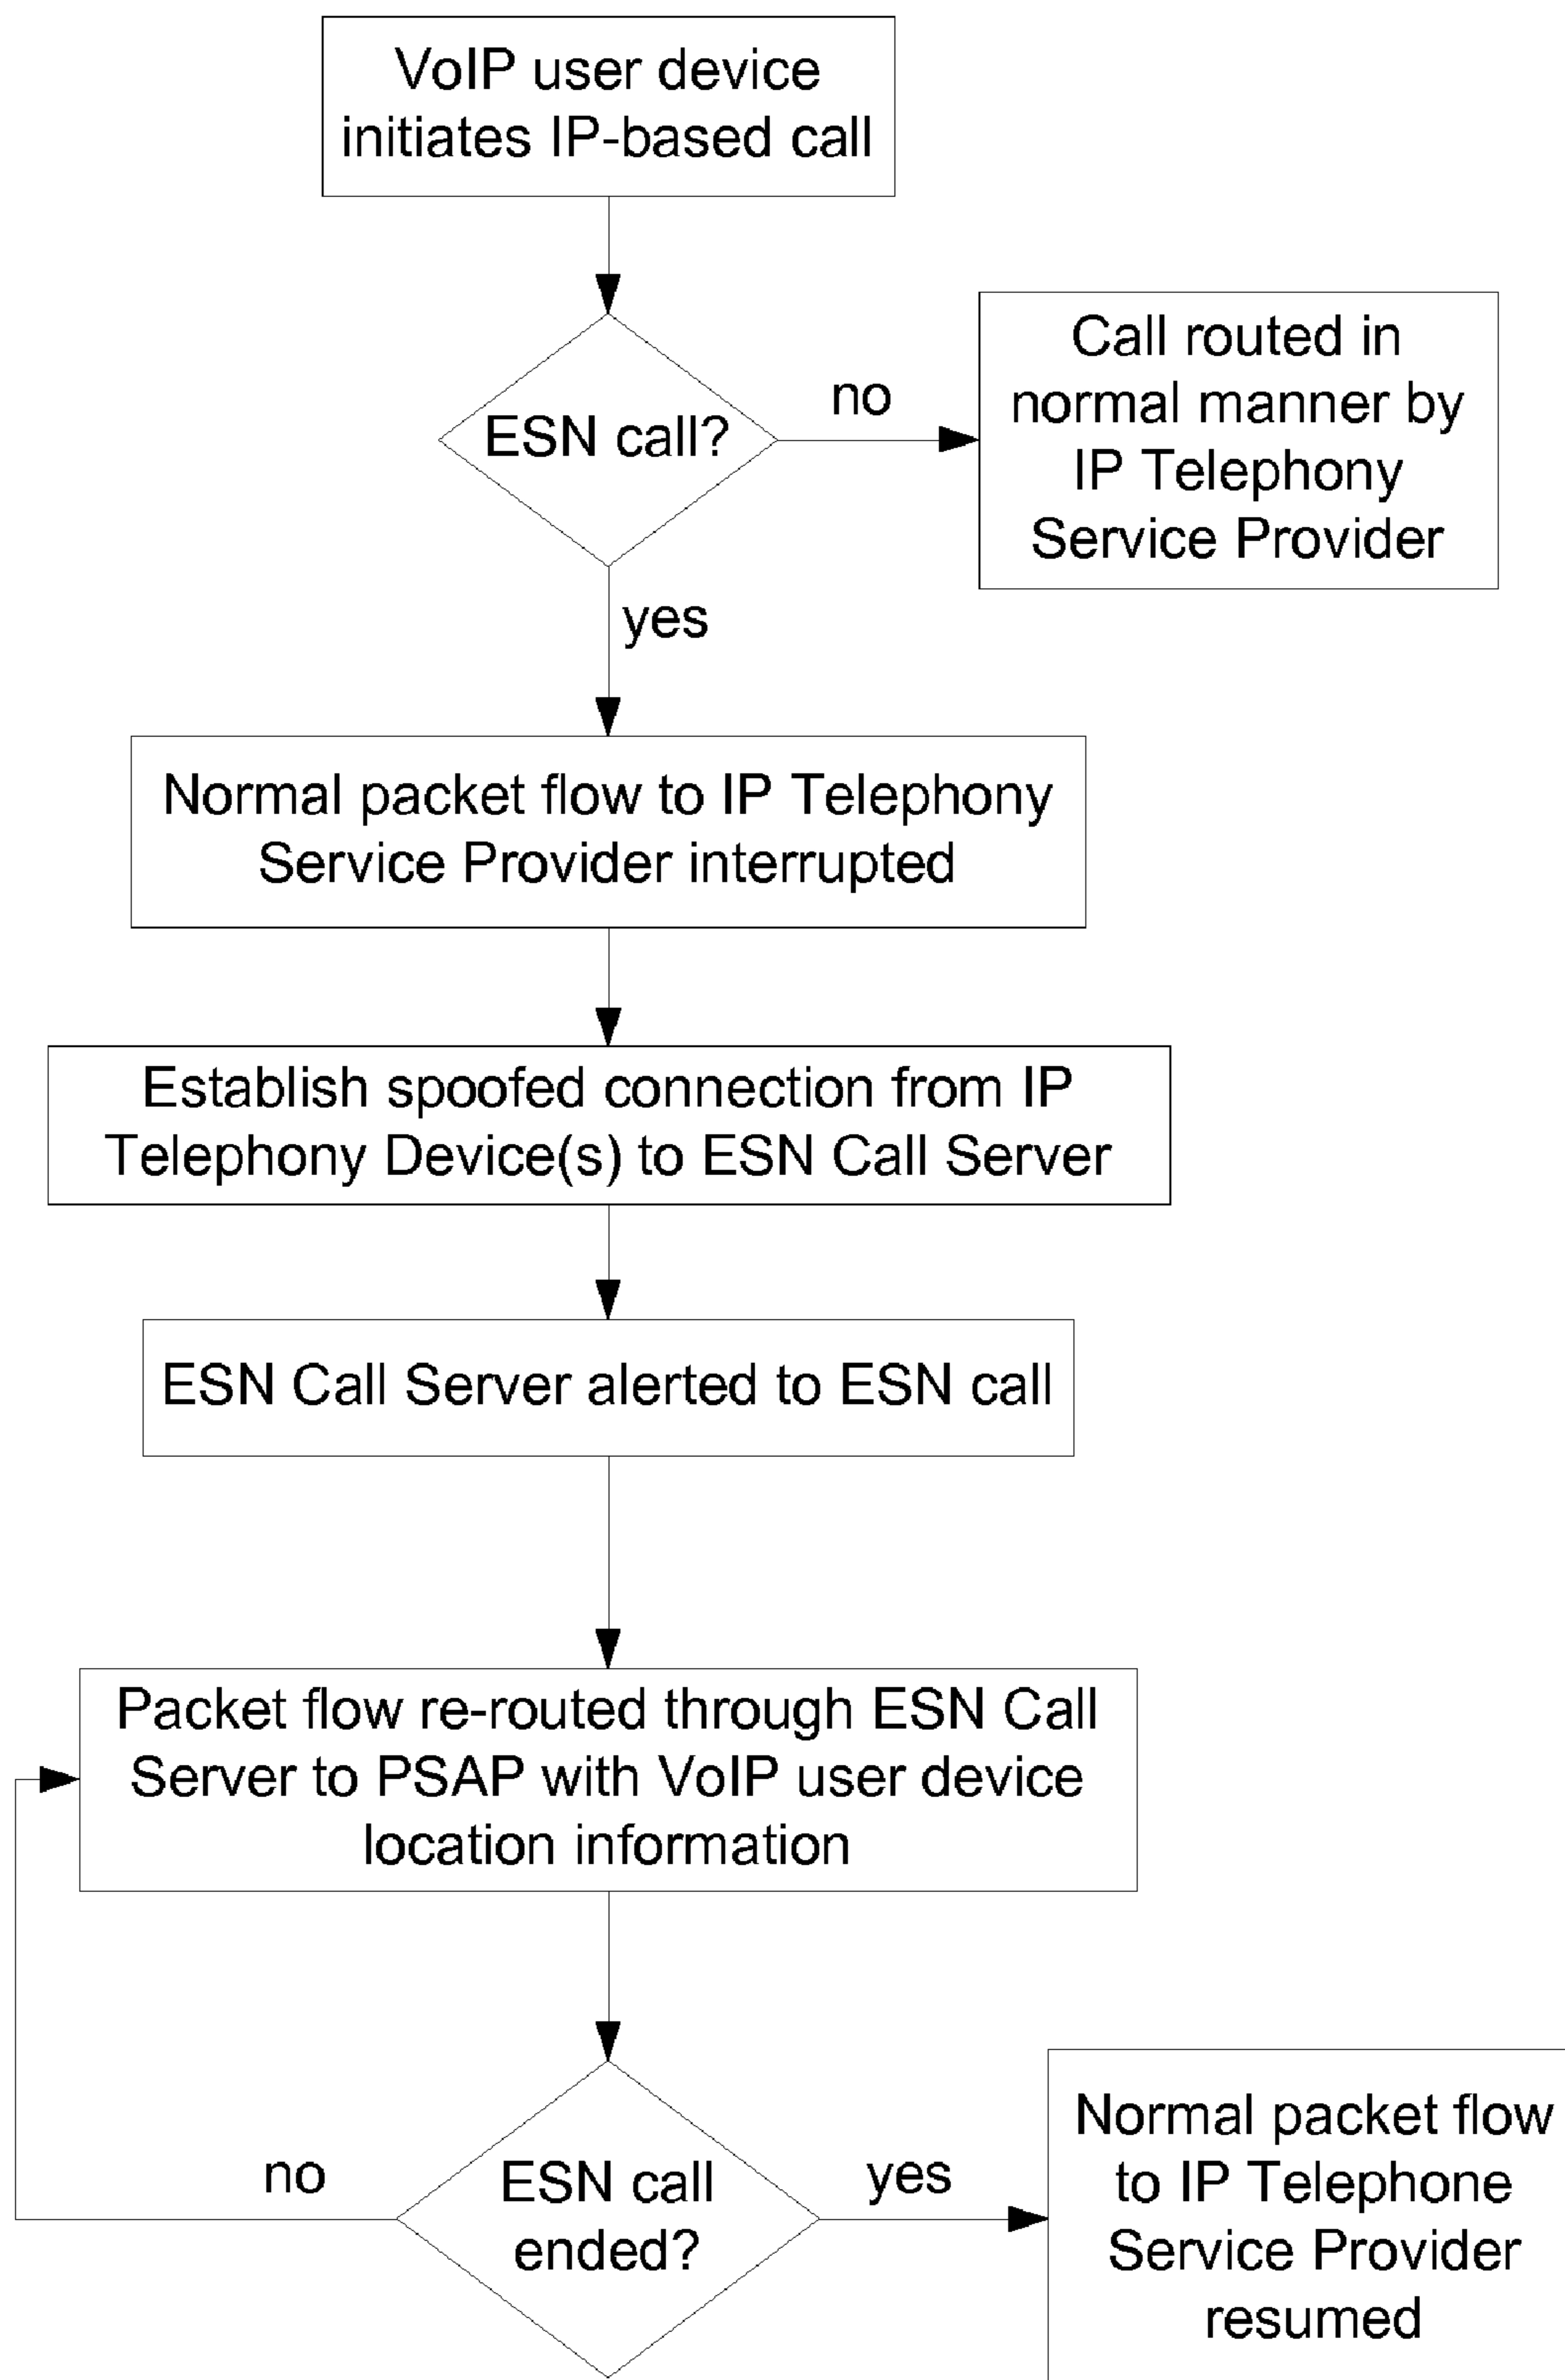 VoIP user device
initiates IP-based call
ESN call?
no
Call routed in
normal manner by
IP Telephony
Service Provider
yes
Normal packet flow to IP Telephony
Service Provider interrupted
Establish spoofed connection from IP
Telephony Device(s) to ESN Call Server
ESN Call Server alerted to ESN call
Packet flow re-routed through ESN Call
Server to PSAP with VoIP user device
location information
no
ESN call
ended?
yes
Normal packet flow
to IP Telephone
Service Provider
resumed